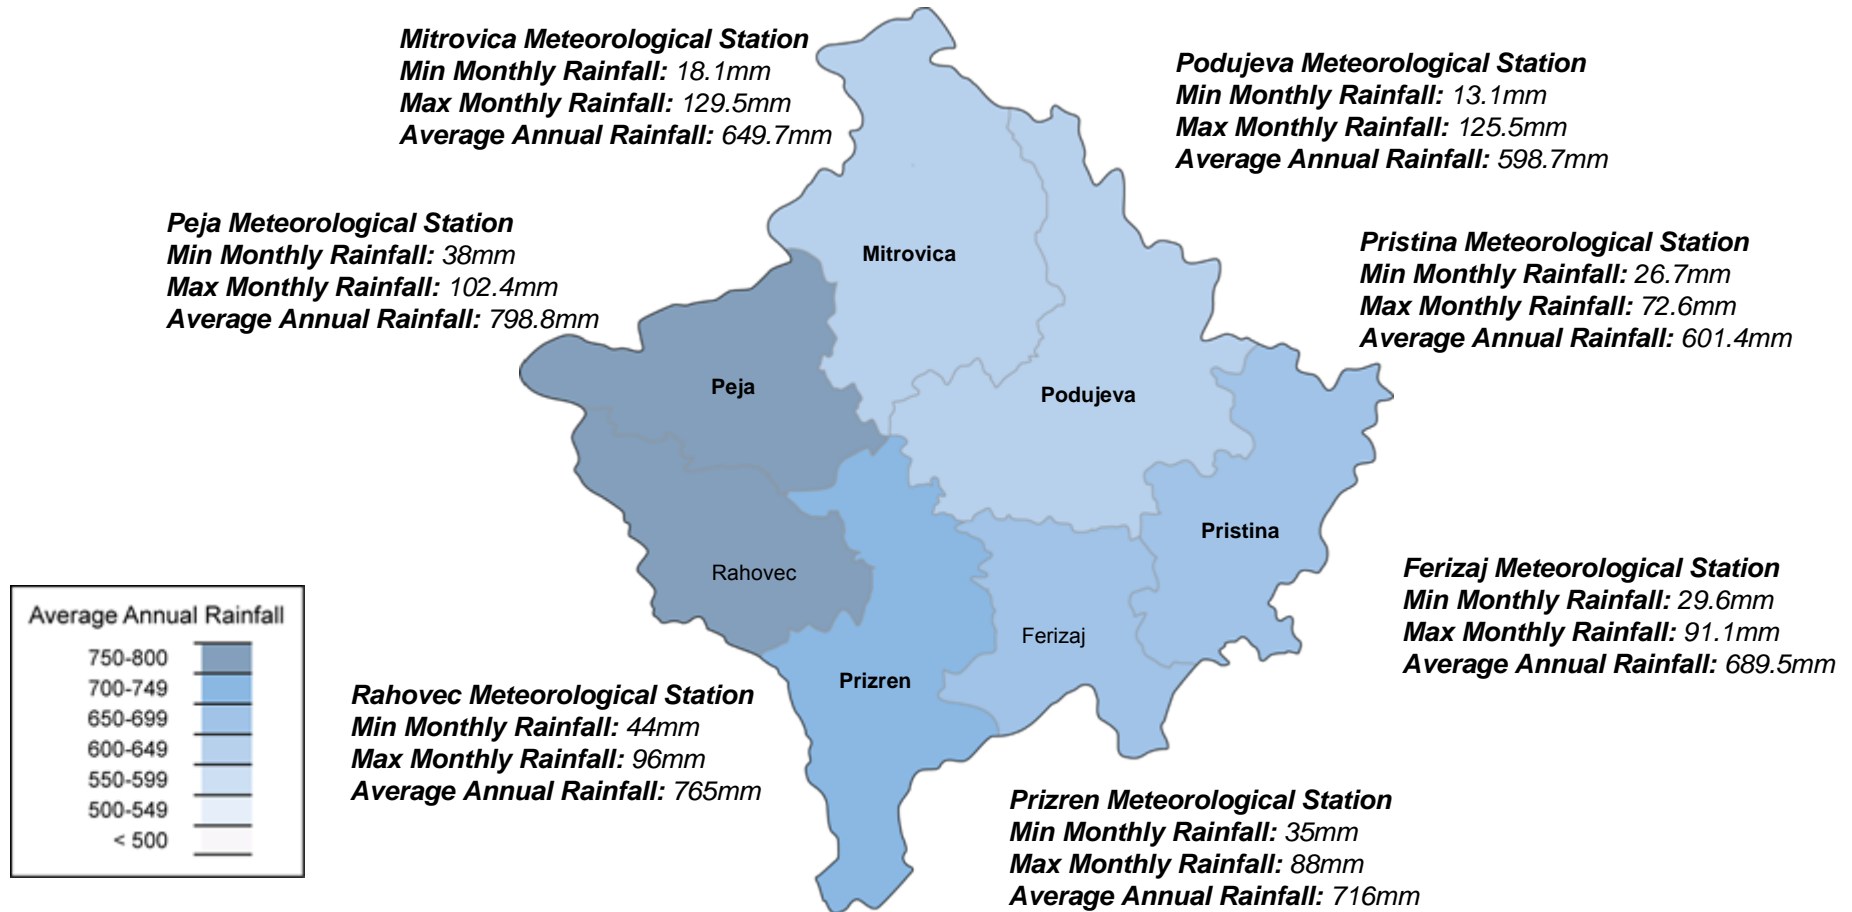 Mitrovica Meteorological Station
Min Monthly Rainfall: 18.1mm
Max Monthly Rainfall: 129.5mm
Average Annual Rainfall: 649.7mm
Podujeva Meteorological Station
Min Monthly Rainfall: 13.1mm
Max Monthly Rainfall: 125.5mm
Average Annual Rainfall: 598.7mm
Peja Meteorological Station
Min Monthly Rainfall: 38mm
Max Monthly Rainfall: 102.4mm
Average Annual Rainfall: 798.8mm
Pristina Meteorological Station
Min Monthly Rainfall: 26.7mm
Max Monthly Rainfall: 72.6mm
Average Annual Rainfall: 601.4mm
Mitrovica
Peja
Podujeva
Pristina
Rahovec
Ferizaj
Prizren
Ferizaj Meteorological Station
Min Monthly Rainfall: 29.6mm
Max Monthly Rainfall: 91.1mm
Average Annual Rainfall: 689.5mm
Average Annual Rainfall
750-800
700-749
650-699
600-649
550-599
500-549
< 500
Rahovec Meteorological Station
Min Monthly Rainfall: 44mm
Max Monthly Rainfall: 96mm
Average Annual Rainfall: 765mm
Prizren Meteorological Station
Min Monthly Rainfall: 35mm
Max Monthly Rainfall: 88mm
Average Annual Rainfall: 716mm